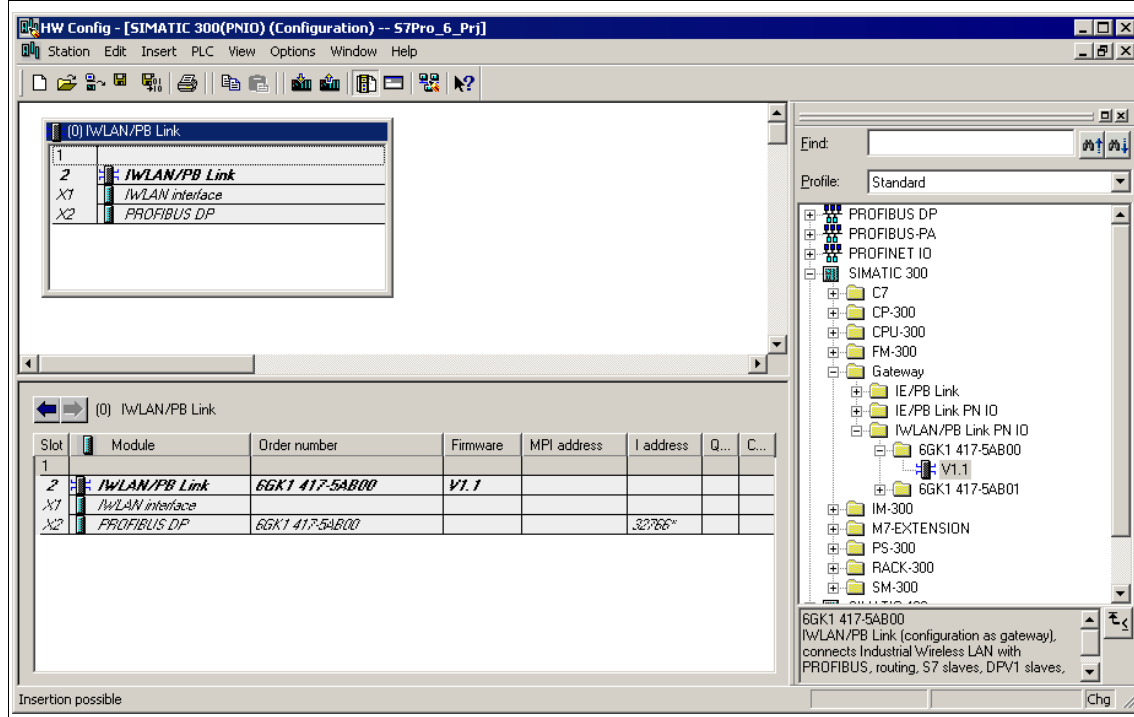 HW Config - [SIMATIC 300(PNIO) (Configuration) -- S7Pro_6_Prj]
Station Edit Insert PLC View Options Window Help
(0) IWLAN/PB Link
1
2 IWLAN/PB Link
X1 IWLAN interface
X2 PROFIBUS DP
Find:
Profile: Standard
PROFIBUS DP
PROFIBUS-PA
PROFINET IO
SIMATIC 300
C7
CP-300
CPU-300
FM-300
Gateway
IE/PB Link
IE/PB Link PN IO
IWLAN/PB Link PN IO
6GK1 417-5AB00
V1.1
6GK1 417-5AB01
IM-300
M7-EXTENSION
PS-300
RACK-300
SM-300
(0) IWLAN/PB Link
Slot Module Order number Firmware MPI address I address Q... C...
1
2 IWLAN/PB Link 6GK1 417-5AB00 V1.1
X1 IWLAN interface
X2 PROFIBUS DP 6GK1 417-5AB00 32766*
6GK1 417-5AB00
IWLAN/PB Link (configuration as gateway),
connects Industrial Wireless LAN with
PROFIBUS, routing, S7 slaves, DPV1 slaves,
Insertion possible
Chg